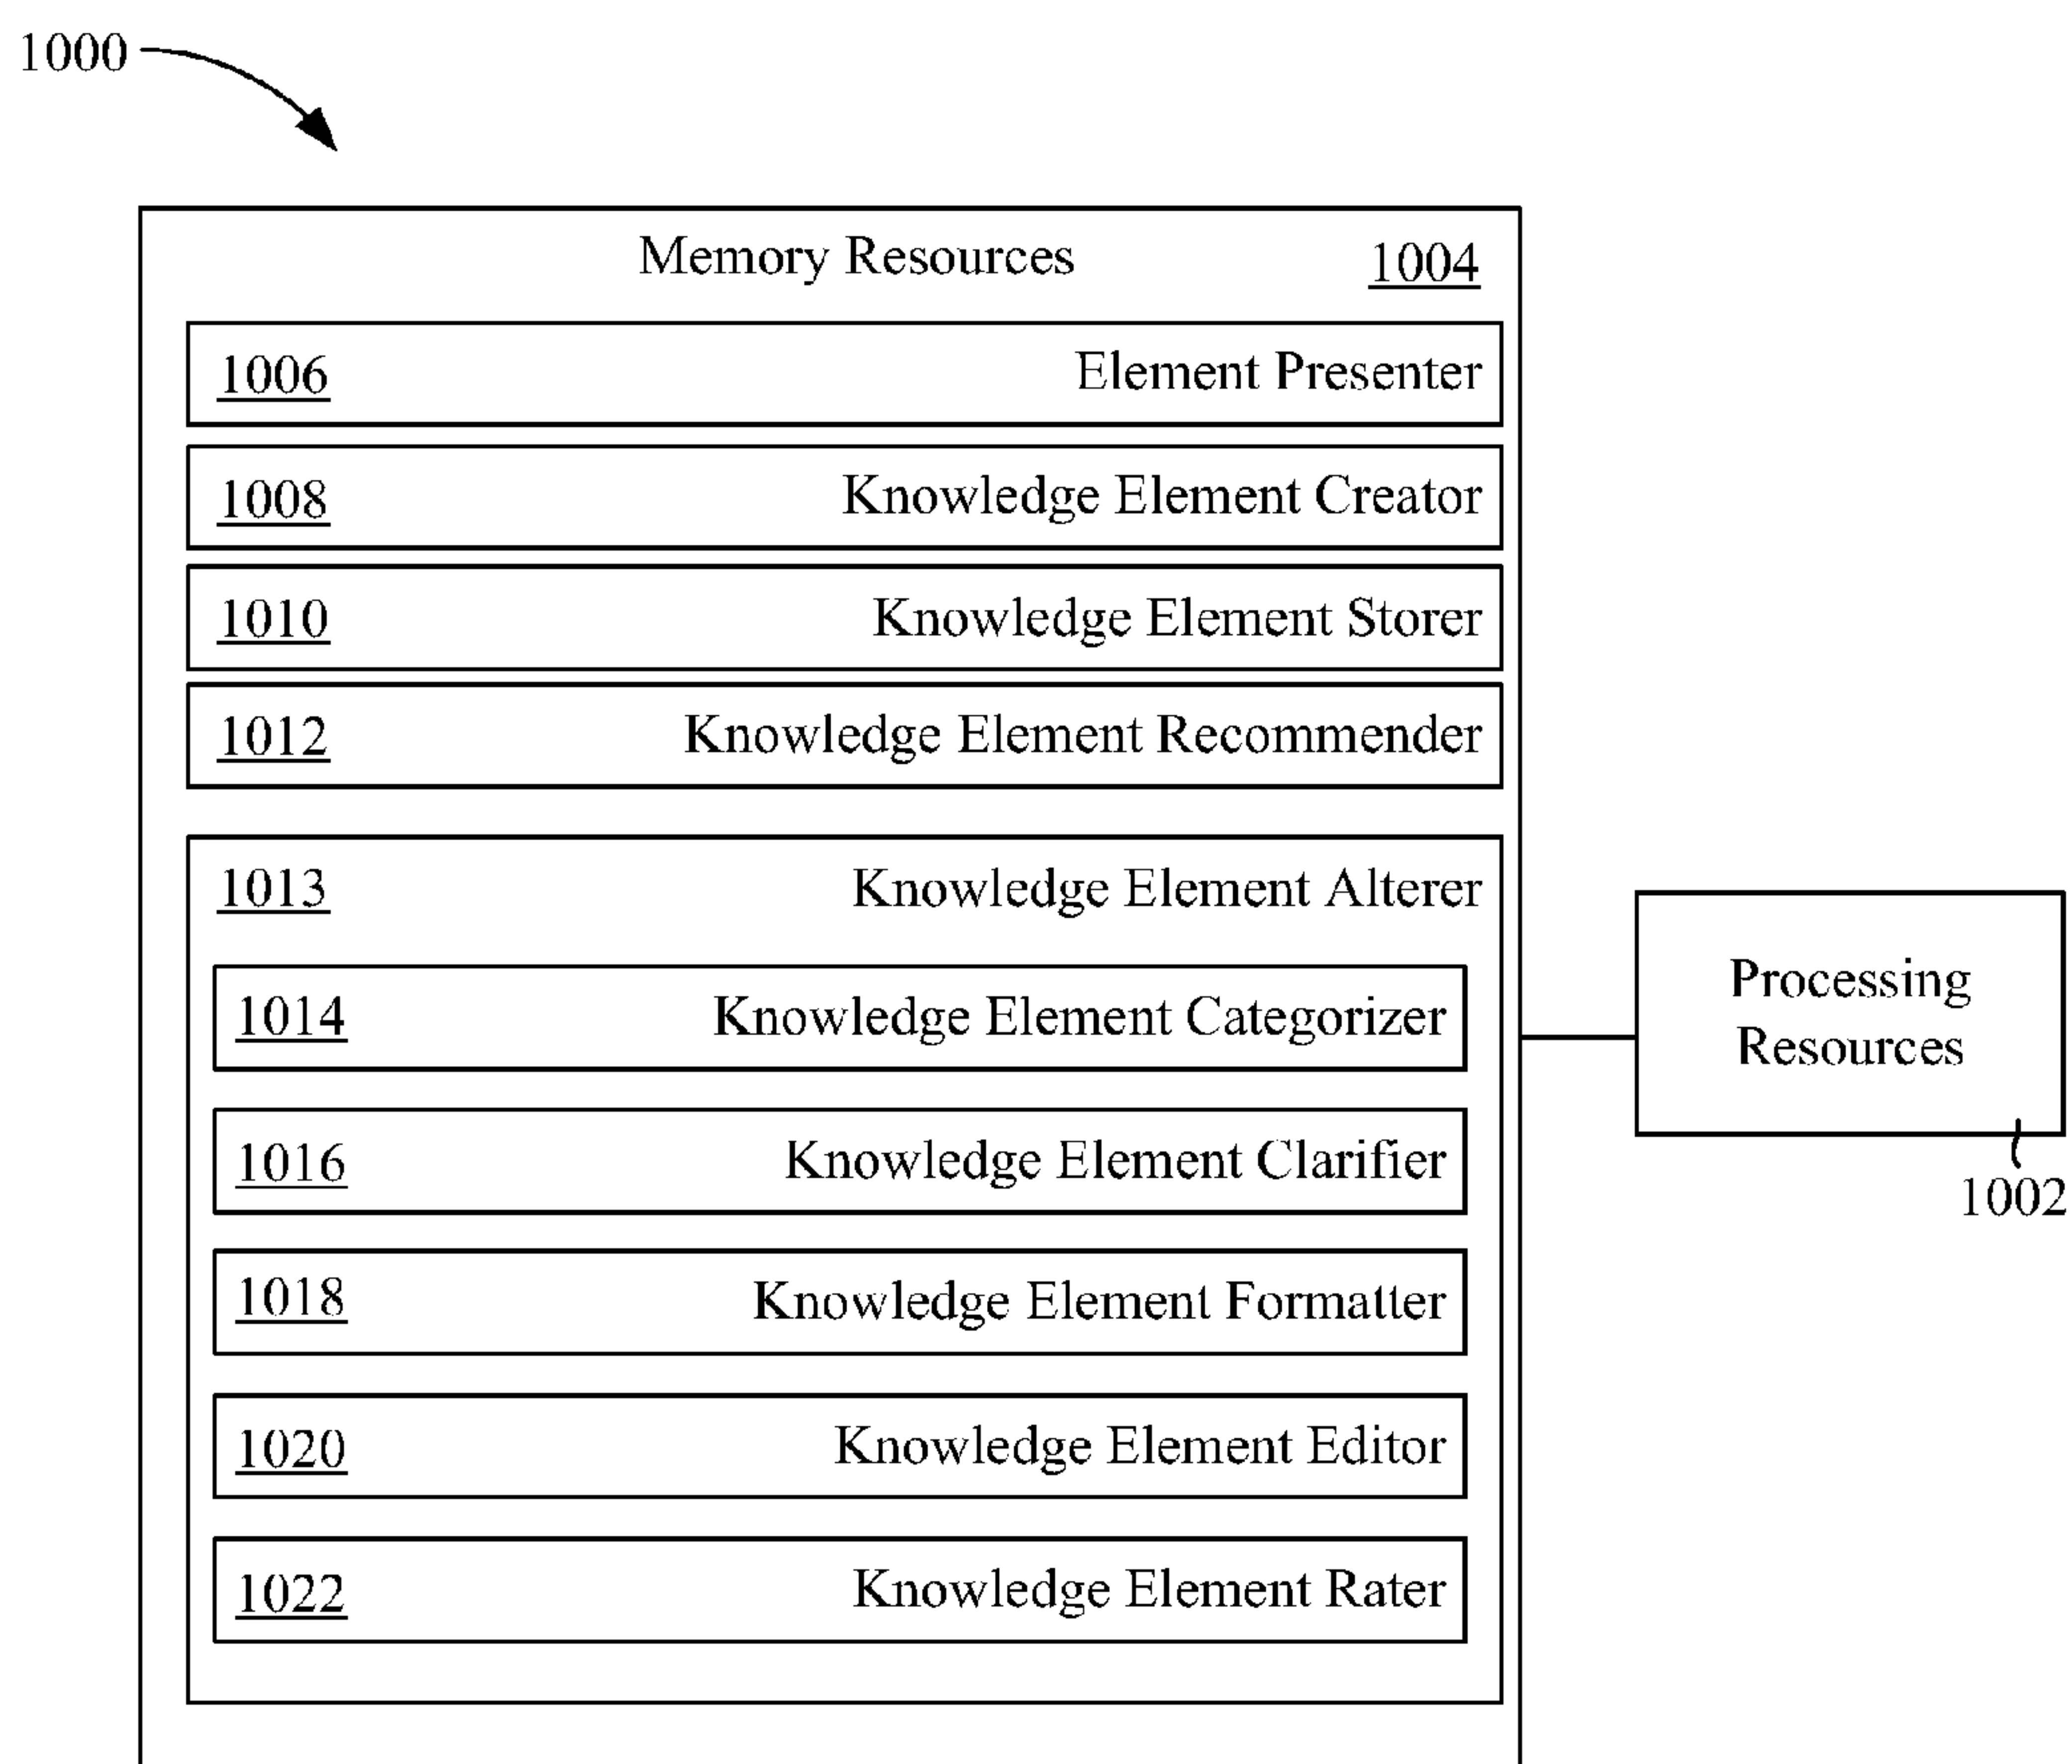 1000
Memory Resources 1004
1006 Element Presenter
1008 Knowledge Element Creator
1010 Knowledge Element Storer
1012 Knowledge Element Recommender
1013 Knowledge Element Alterer
1014 Knowledge Element Categorizer
1016 Knowledge Element Clarifier
1018 Knowledge Element Formatter
1020 Knowledge Element Editor
1022 Knowledge Element Rater
Processing
Resources
1002